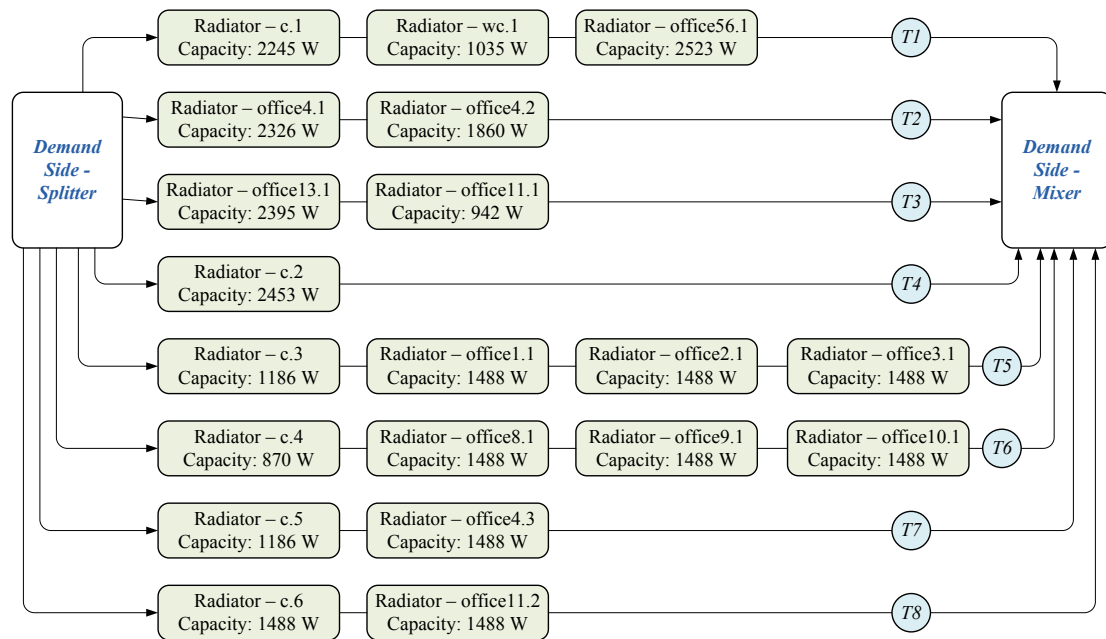 Radiator – c.1
Capacity: 2245 W
Radiator – wc.1
Capacity: 1035 W
Radiator – office56.1
Capacity: 2523 W
T1
Demand
Side -
Splitter
Radiator – office4.1
Capacity: 2326 W
Radiator – office4.2
Capacity: 1860 W
T2
Demand
Side -
Mixer
Radiator – office13.1
Capacity: 2395 W
Radiator – office11.1
Capacity: 942 W
T3
Radiator – c.2
Capacity: 2453 W
T4
Radiator – c.3
Capacity: 1186 W
Radiator – office1.1
Capacity: 1488 W
Radiator – office2.1
Capacity: 1488 W
Radiator – office3.1
Capacity: 1488 W
T5
Radiator – c.4
Capacity: 870 W
Radiator – office8.1
Capacity: 1488 W
Radiator – office9.1
Capacity: 1488 W
Radiator – office10.1
Capacity: 1488 W
T6
Radiator – c.5
Capacity: 1186 W
Radiator – office4.3
Capacity: 1488 W
T7
Radiator – c.6
Capacity: 1488 W
Radiator – office11.2
Capacity: 1488 W
T8